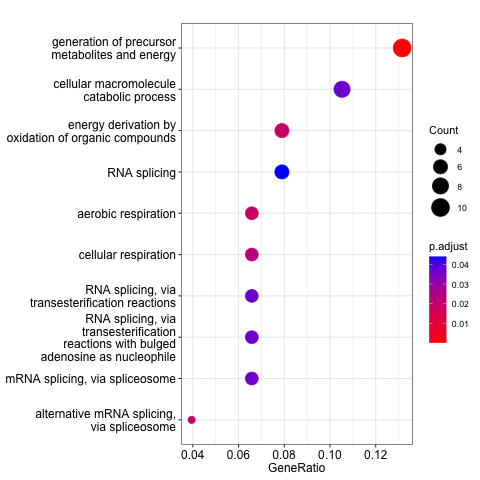 generation of precursor
metabolites and energy
cellular macromolecule
catabolic process
energy derivation by
oxidation of organic compounds
RNA splicing
aerobic respiration
cellular respiration
RNA splicing, via
transesterification reactions
RNA splicing, via
transesterification
reactions with bulged
adenosine as nucleophile
mRNA splicing, via spliceosome
alternative mRNA splicing,
via spliceosome
0.04 0.06 0.08 0.10 0.12
GeneRatio
Count
4
6
8
10
p.adjust
0.04
0.03
0.02
0.01